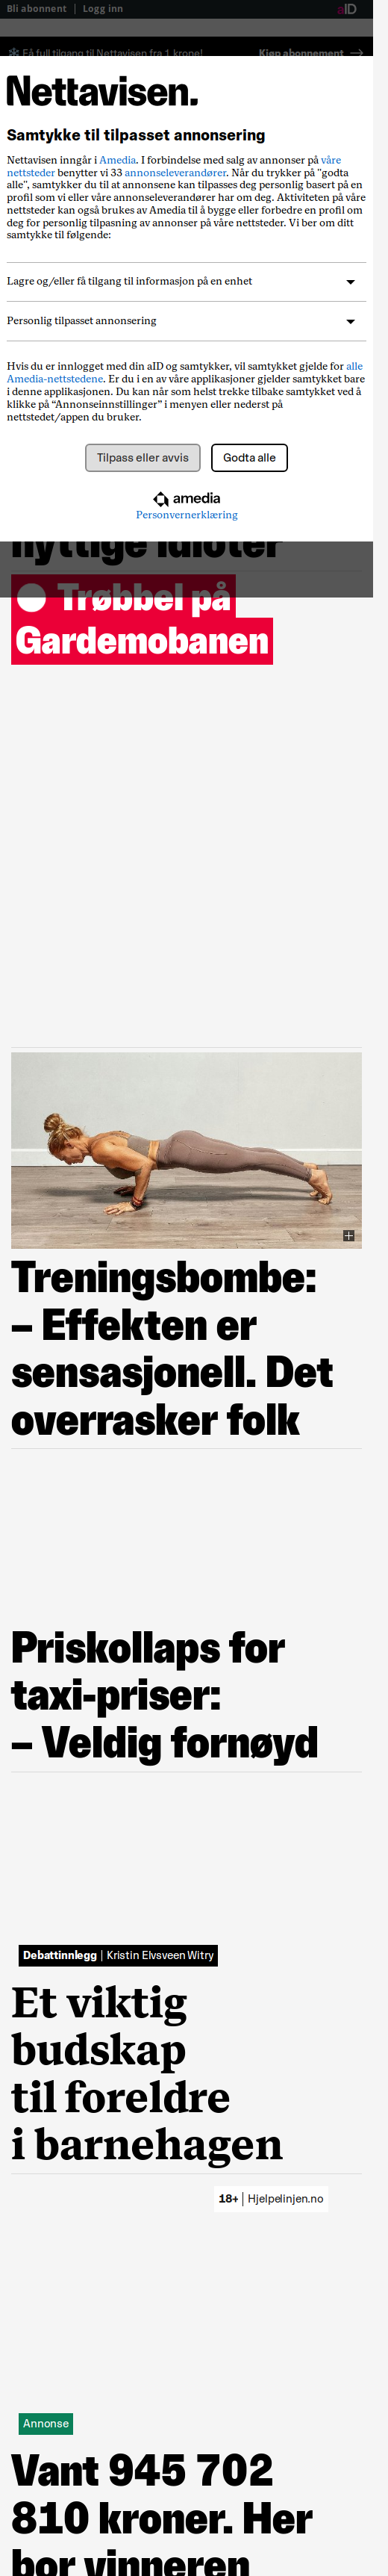 Bli abonnent | Logg inn
aID
Få full tilgang til Nettavisen fra 1 krone!
Kjøp abonnement
Nettavisen.
Samtykke til tilpasset annonsering
Nettavisen inngår i Amedia. I forbindelse med salg av annonser på våre
nettsteder benytter vi 33 annonseleverandører. Når du trykker på "godta
alle", samtykker du til at annonsene kan tilpasses deg personlig basert på en
profil som vi eller våre annonseleverandører har om deg. Aktiviteten på våre
nettsteder kan også brukes av Amedia til å bygge eller forbedre en profil om
deg for personlig tilpasning av annonser på våre nettsteder. Vi ber om ditt
samtykke til følgende:
Lagre og/eller få tilgang til informasjon på en enhet
Personlig tilpasset annonsering
Hvis du er innlogget med din aID og samtykker, vil samtykket gjelde for alle
Amedia-nettstedene. Er du i en av våre applikasjoner gjelder samtykket bare
i denne applikasjonen. Du kan når som helst trekke tilbake samtykket ved å
klikke på “Annonseinnstillinger” i menyen eller nederst på
nettstedet/appen du bruker.
Tilpass eller avvis
Godta alle
amedia
Personvernerklæring
nyttige idioter
Trøbbel på
Gardemobanen
Treningsbombe:
– Effekten er
sensasjonell. Det
overrasker folk
Priskollaps for
taxi-priser:
– Veldig fornøyd
Debattinnlegg | Kristin Elvsveen Witry
Et viktig
budskap
til foreldre
i barnehagen
18+ | Hjelpelinjen.no
Annonse
Vant 945 702
810 kroner. Her
bor vinneren